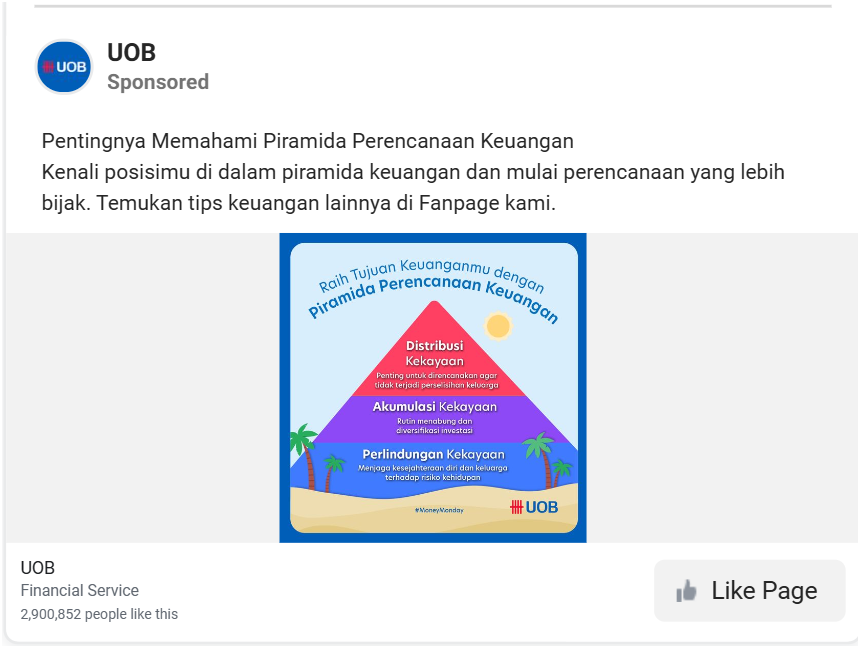 UOB
UOB
Sponsored
Pentingnya Memahami Piramida Perencanaan Keuangan
Kenali posisimu di dalam piramida keuangan dan mulai perencanaan yang lebih
bijak. Temukan tips keuangan lainnya di Fanpage kami.
Raih Tujuan Keuanganmu dengan
Piramida Perencanaan Keuangan
Distribusi
Kekayaan
Penting untuk direncanakan agar
tidak terjadi perselisihan keluarga
Akumulasi Kekayaan
Rutin menabung dan
diversifikasi investasi
Perlindungan Kekayaan
Menjaga kesejahteraan diri dan keluarga
terhadap risiko kehidupan
#MoneyMonday
UOB
UOB
Financial Service
2,900,852 people like this
Like Page